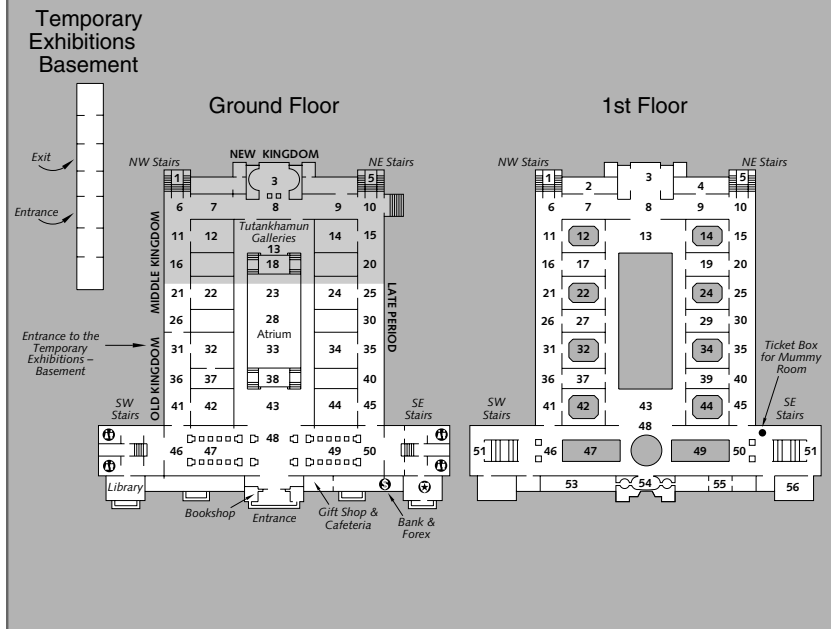 Temporary
Exhibitions
Basement
Exit
Entrance
Ground Floor
NW Stairs
NEW KINGDOM
NE Stairs
1 3 5
6 7 8 9 10
Tutankhamun
Galleries
11 12 13 14 15
16 18 20
21 22 23 24 25
26 28 30
Atrium
31 32 33 34 35
36 37 38 40
41 42 43 44 45
46 47 48 49 50
MIDDLE KINGDOM
OLD KINGDOM
LATE PERIOD
Entrance to the
Temporary
Exhibitions –
Basement
SW
Stairs
SE
Stairs
Library
Bookshop
Entrance
Gift Shop &
Cafeteria
$
Bank &
Forex
1st Floor
NW Stairs
NE Stairs
1 2 3 4 5
6 7 8 9 10
11 12 13 14 15
16 17 19 20
21 22 24 25
26 27 29 30
31 32 34 35
36 37 39 40
41 42 43 44 45
48
51 46 47 49 50 51
53 54 55 56
SW
Stairs
Ticket Box
for Mummy
Room
SE
Stairs